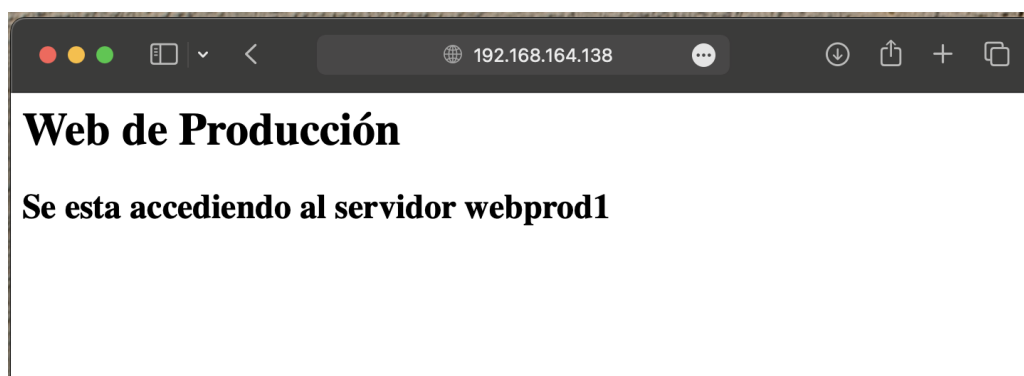 192.168.164.138
Web de Producción
Se esta accediendo al servidor webprod1